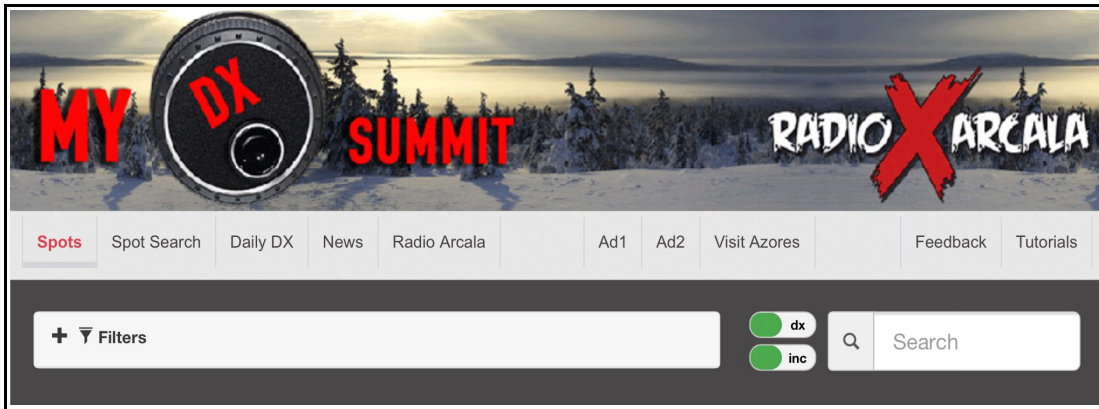 MY DX SUMMIT
RADIO X ARCALA
Spots Spot Search Daily DX News Radio Arcala Ad1 Ad2 Visit Azores Feedback Tutorials
Filters dx Search
inc